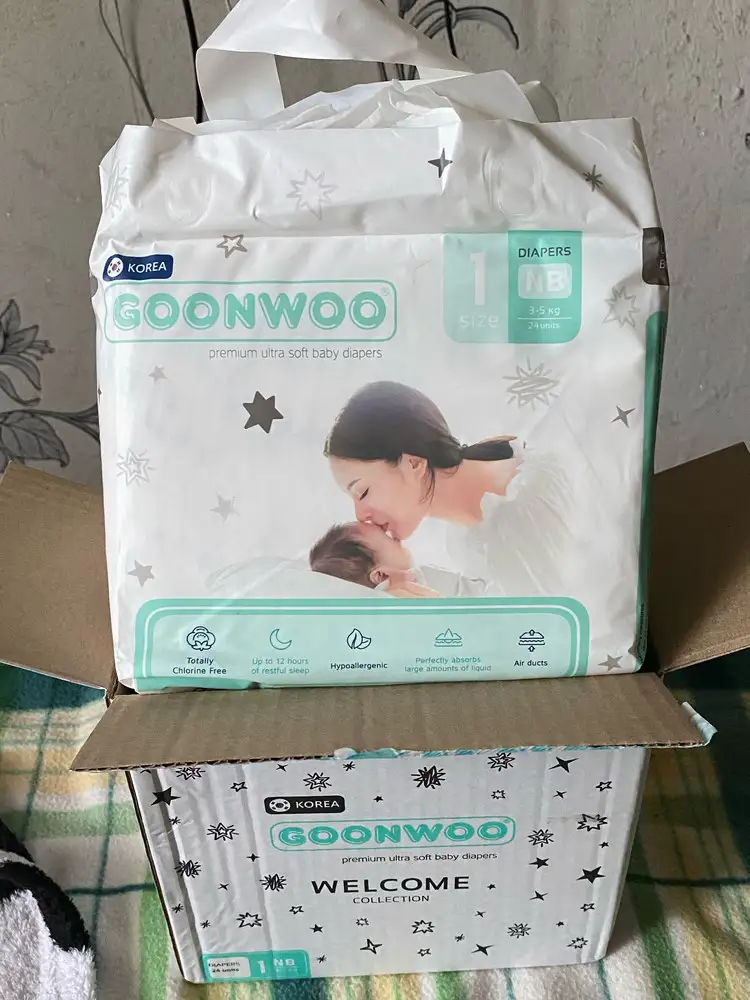 KOREA
GOONWOO®
premium ultra soft baby diapers
1
size
DIAPERS
NB
3-5 кg
24 units
Totally
Chlorine Free
Up to 12 hours
of restful sleep
Hypoallergenic
Perfectly absorbs
large amounts of liquid
Air ducts
KOREA
GOONWOO
premium ultra soft baby diapers
WELCOME
COLLECTION
DIAPERS
24 units
1
NB